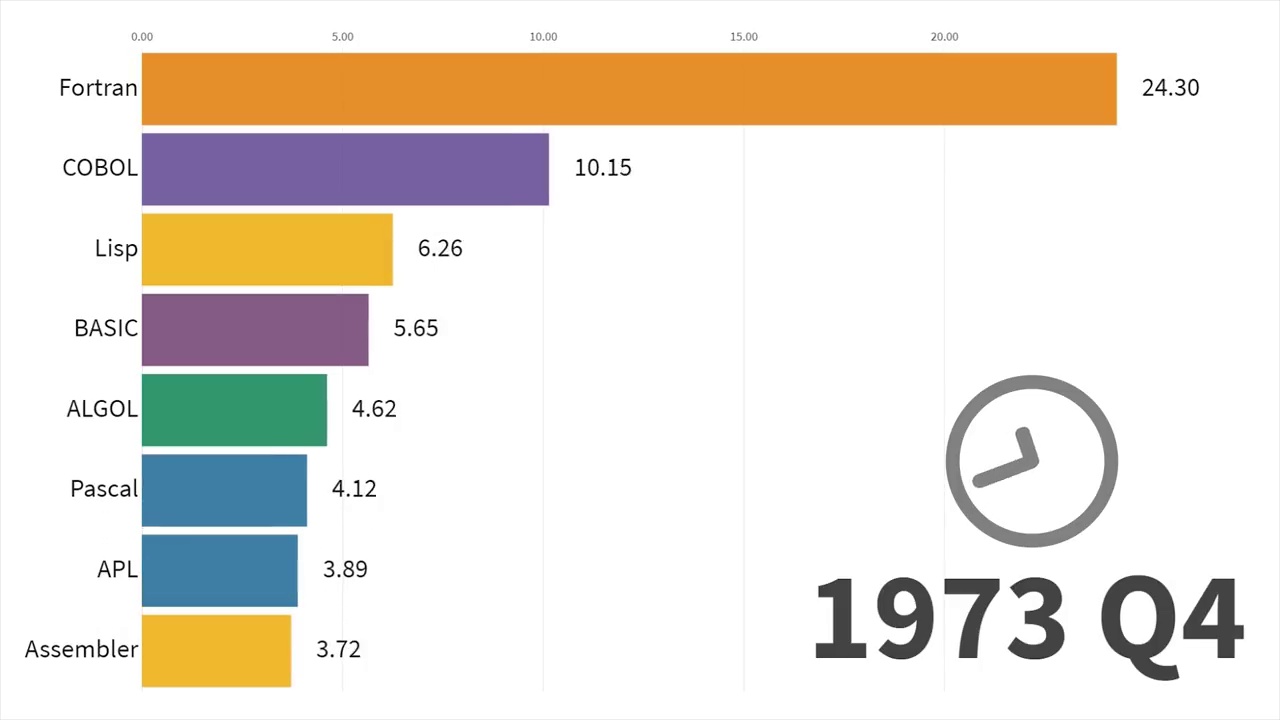 0.00 5.00 10.00 15.00 20.00
Fortran 24.30
COBOL 10.15
Lisp 6.26
BASIC 5.65
ALGOL 4.62
Pascal 4.12
APL 3.89
Assembler 3.72
1973 Q4